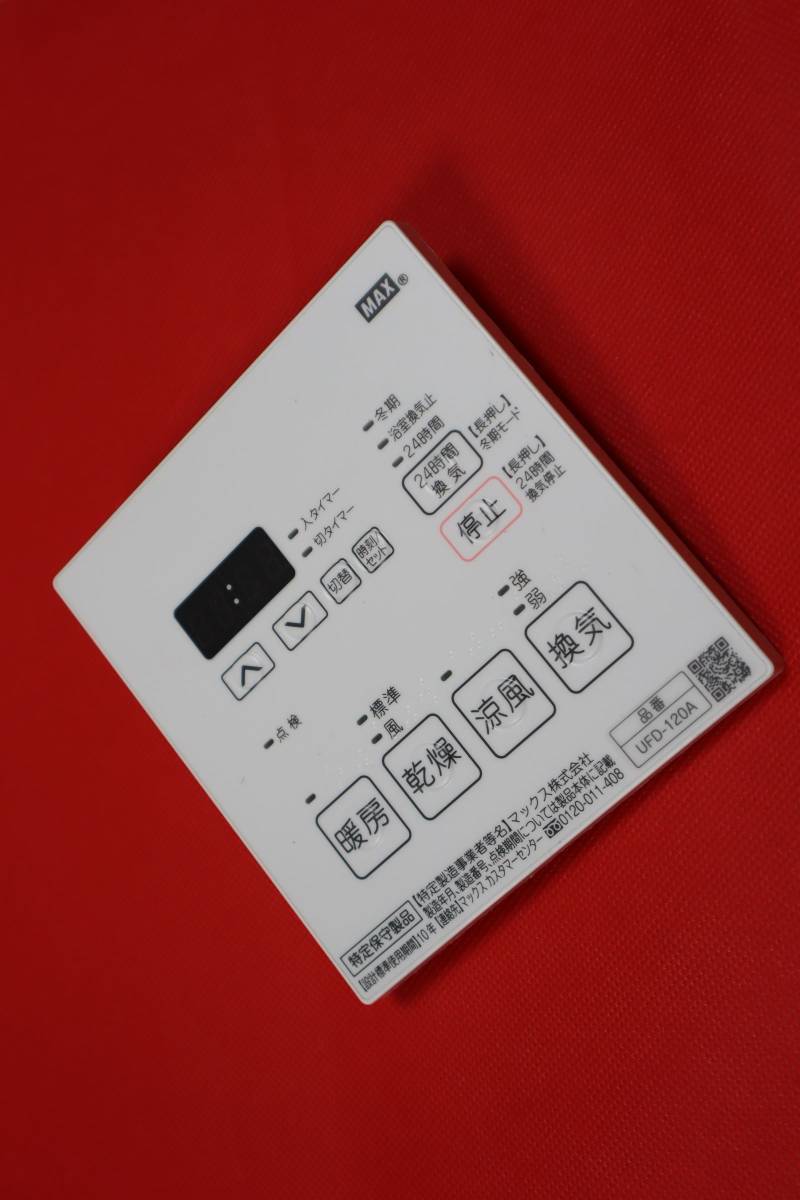 MAX®
冬期
浴室換気止
24時間
24時間
換気
【長押し】
冬期モード
停止
【長押し】
24時間
換気停止
入タイマー
切タイマー
:
切替
時刻/
セット
点検
標準
風
強
弱
暖房
乾燥
涼風
換気
品番
UFD-120A
特定保守製品
【特定製造事業者等名】マックス株式会社
製造年月、製造番号、点検期間については製品本体に記載
【設計標準使用期間】10年 【連絡先】マックス カスタマーセンター 0120-011-408